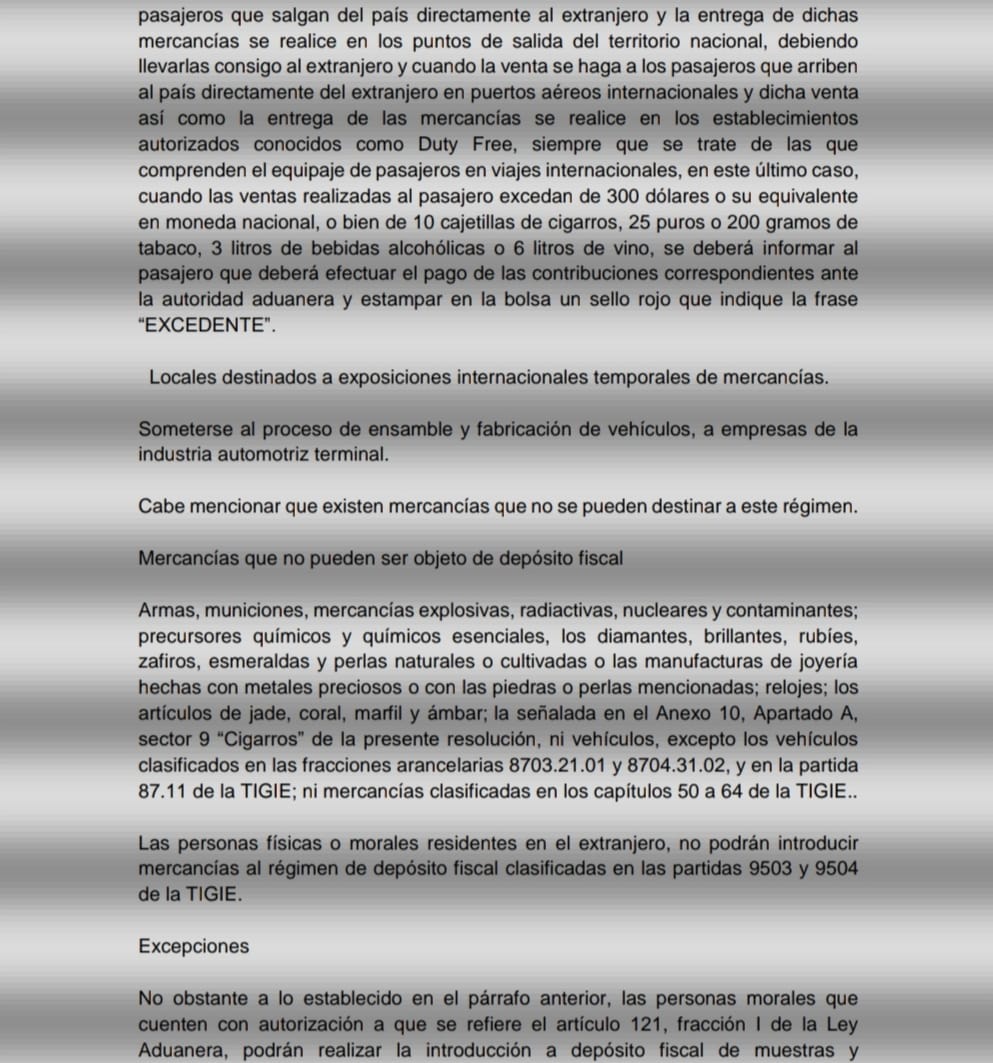 pasajeros que salgan del país directamente al extranjero y la entrega de dichas
mercancías se realice en los puntos de salida del territorio nacional, debiendo
llevarlas consigo al extranjero y cuando la venta se haga a los pasajeros que arriben
al país directamente del extranjero en puertos aéreos internacionales y dicha venta
así como la entrega de las mercancías se realice en los establecimientos
autorizados conocidos como Duty Free, siempre que se trate de las que
comprenden el equipaje de pasajeros en viajes internacionales, en este último caso,
cuando las ventas realizadas al pasajero excedan de 300 dólares o su equivalente
en moneda nacional, o bien de 10 cajetillas de cigarros, 25 puros o 200 gramos de
tabaco, 3 litros de bebidas alcohólicas o 6 litros de vino, se deberá informar al
pasajero que deberá efectuar el pago de las contribuciones correspondientes ante
la autoridad aduanera y estampar en la bolsa un sello rojo que indique la frase
“EXCEDENTE”.
Locales destinados a exposiciones internacionales temporales de mercancías.
Someterse al proceso de ensamble y fabricación de vehículos, a empresas de la
industria automotriz terminal.
Cabe mencionar que existen mercancías que no se pueden destinar a este régimen.
Mercancías que no pueden ser objeto de depósito fiscal
Armas, municiones, mercancías explosivas, radiactivas, nucleares y contaminantes;
precursores químicos y químicos esenciales, los diamantes, brillantes, rubíes,
zafiros, esmeraldas y perlas naturales o cultivadas o las manufacturas de joyería
hechas con metales preciosos o con las piedras o perlas mencionadas; relojes; los
artículos de jade, coral, marfil y ámbar; la señalada en el Anexo 10, Apartado A,
sector 9 “Cigarros” de la presente resolución, ni vehículos, excepto los vehículos
clasificados en las fracciones arancelarias 8703.21.01 y 8704.31.02, y en la partida
87.11 de la TIGIE; ni mercancías clasificadas en los capítulos 50 a 64 de la TIGIE..
Las personas físicas o morales residentes en el extranjero, no podrán introducir
mercancías al régimen de depósito fiscal clasificadas en las partidas 9503 y 9504
de la TIGIE.
Excepciones
No obstante a lo establecido en el párrafo anterior, las personas morales que
cuenten con autorización a que se refiere el artículo 121, fracción I de la Ley
Aduanera, podrán realizar la introducción a depósito fiscal de muestras y